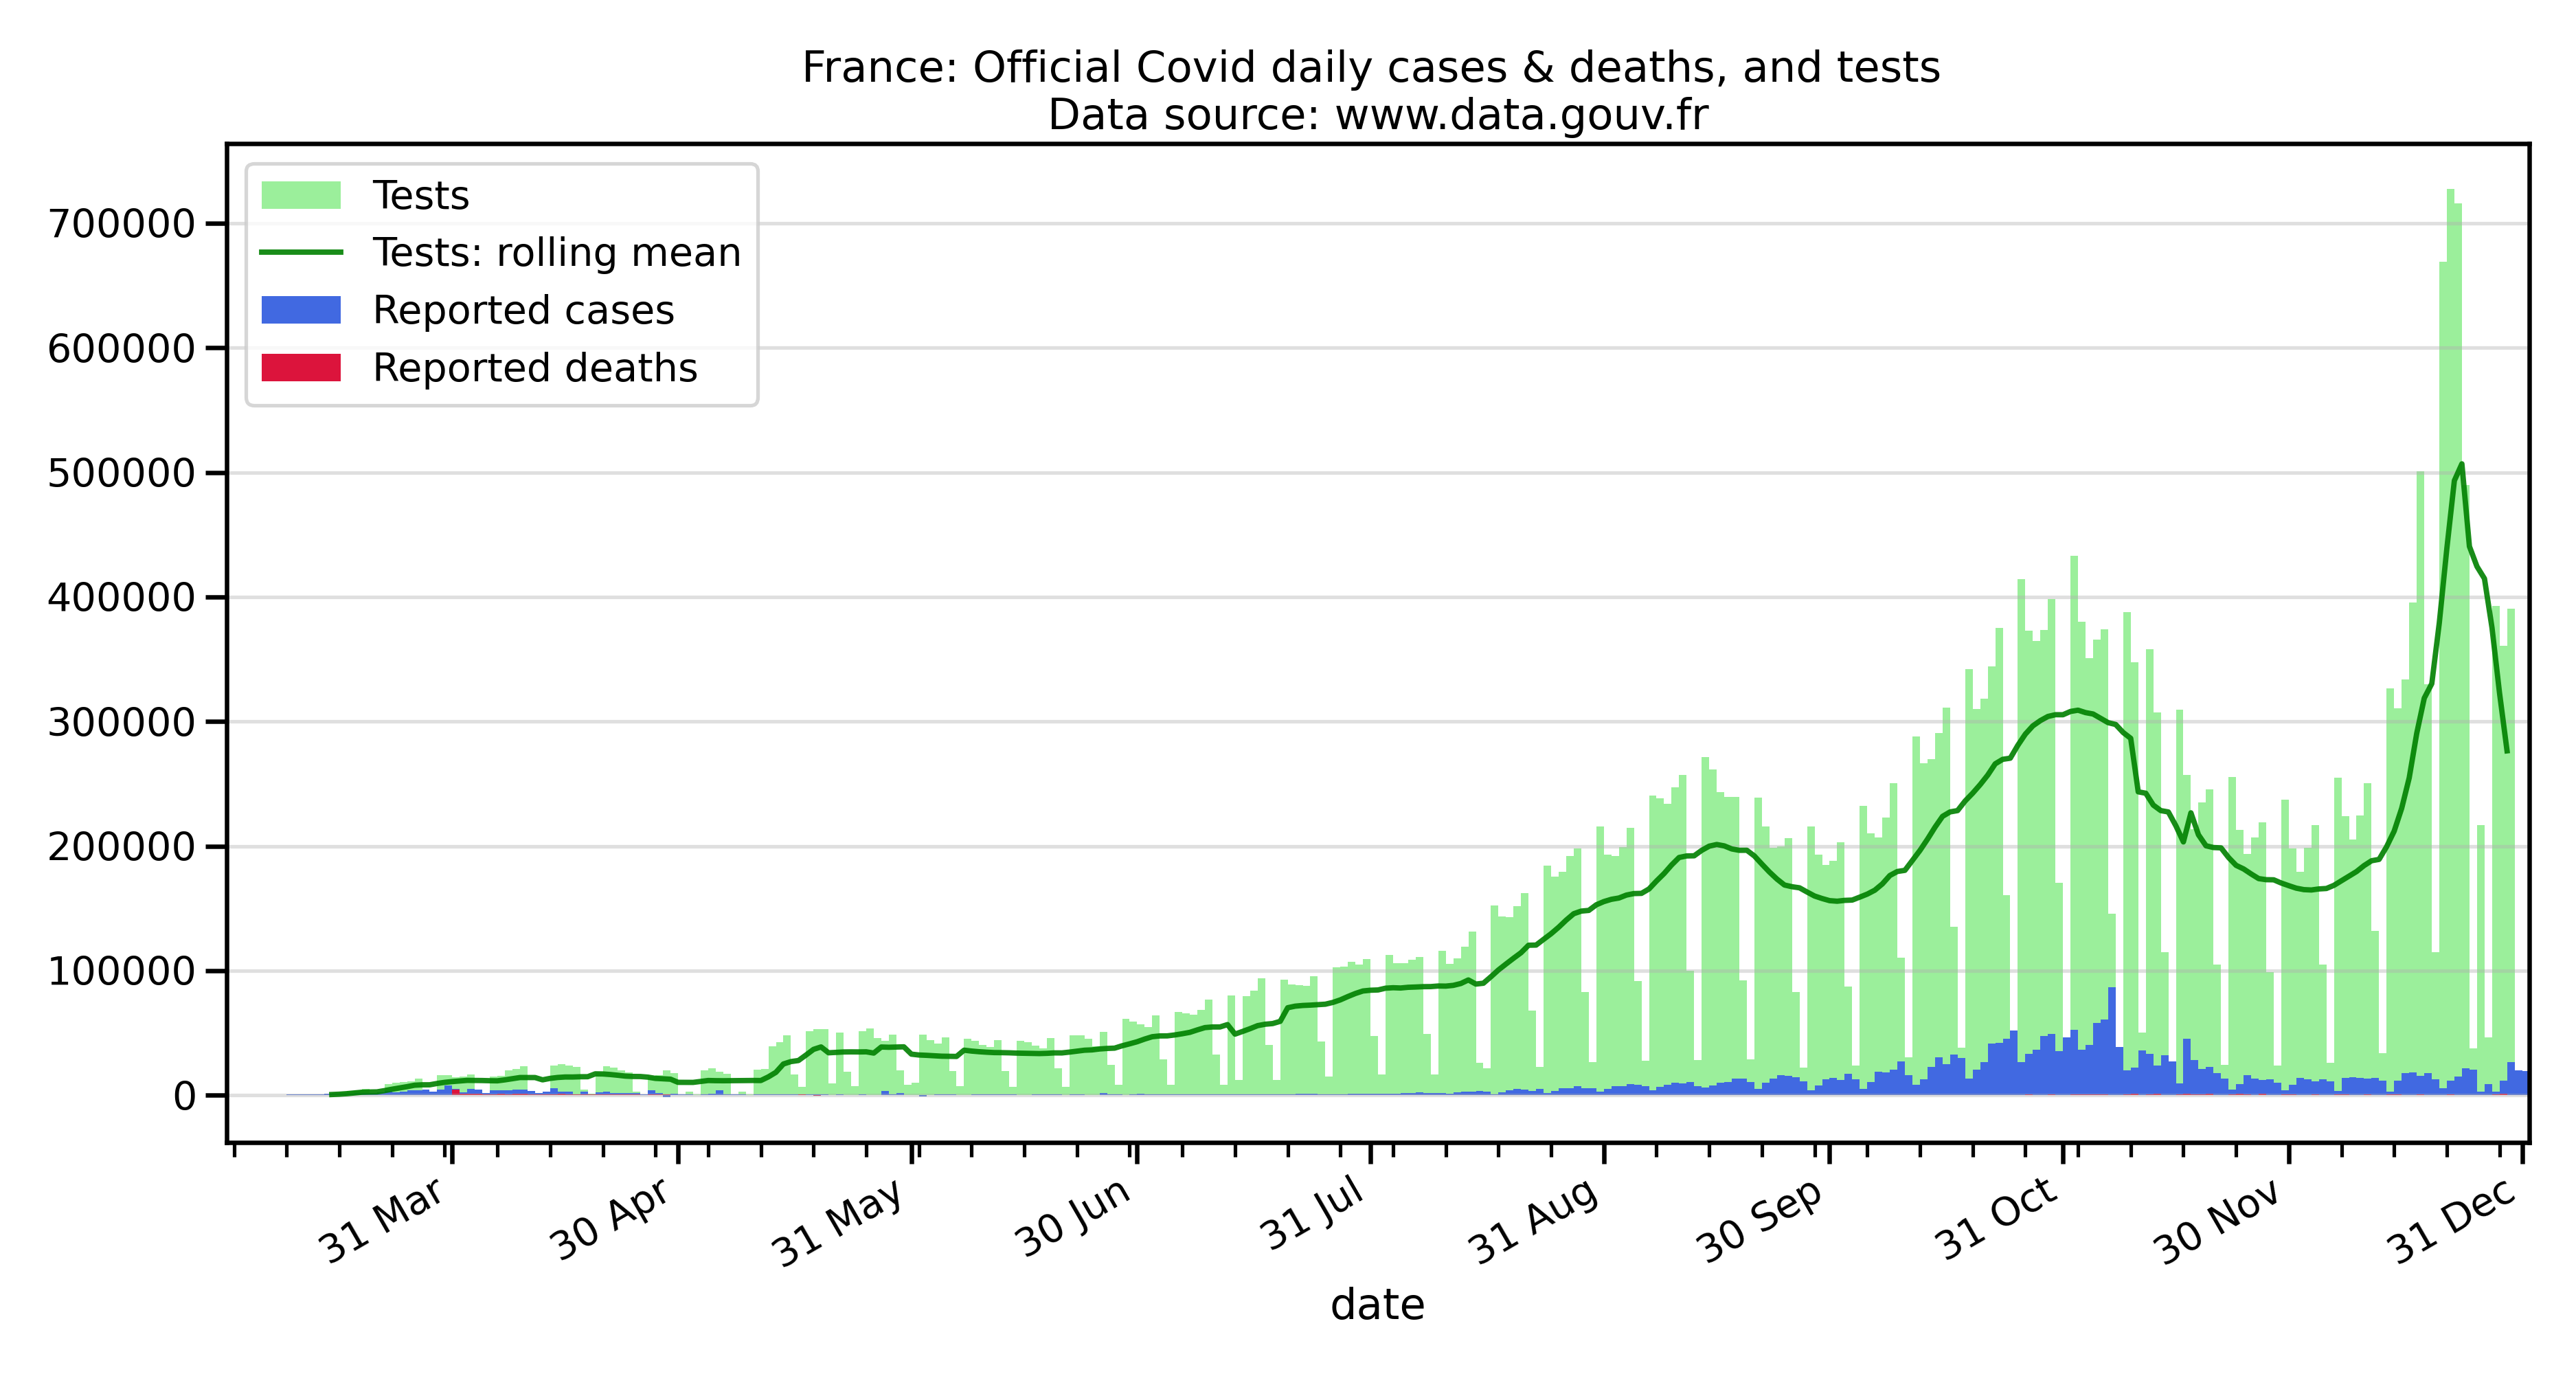 France: Official Covid daily cases & deaths, and tests
Data source: www.data.gouv.fr
Tests
Tests: rolling mean
Reported cases
Reported deaths
700000
600000
500000
400000
300000
200000
100000
0
31 Mar
30 Apr
31 May
30 Jun
31 Jul
31 Aug
30 Sep
31 Oct
30 Nov
31 Dec
date